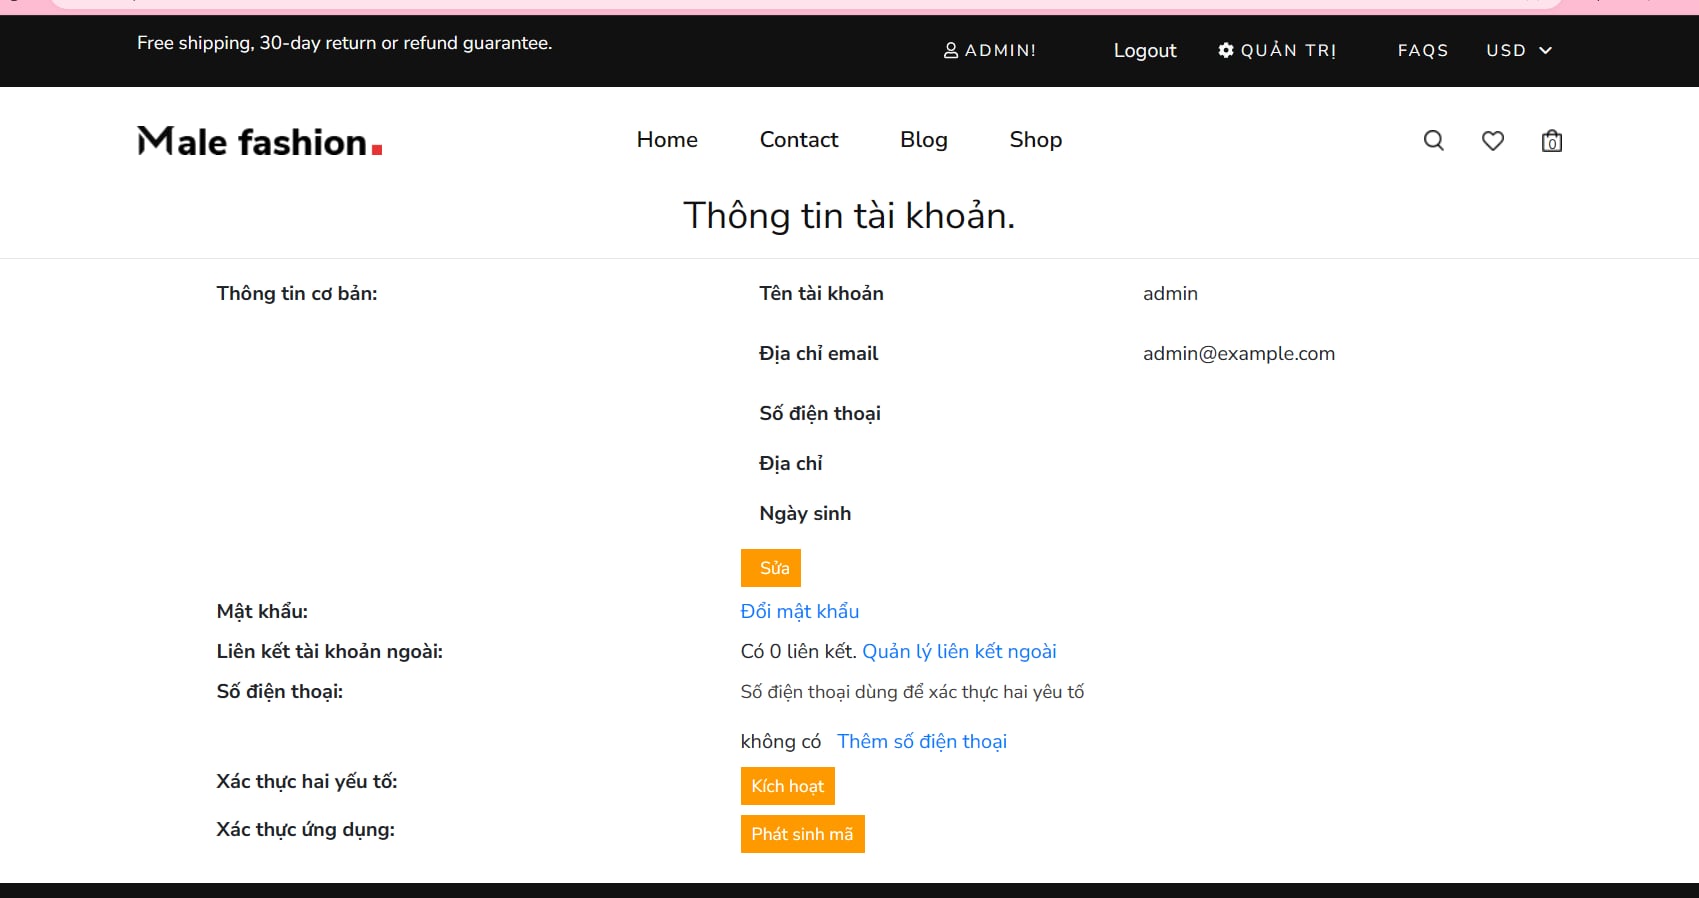 Free shipping, 30-day return or refund guarantee.
ADMIN! Logout QUẢN TRỊ FAQS USD
Male fashion.
Home Contact Blog Shop
0
Thông tin tài khoản.
Thông tin cơ bản: Tên tài khoản admin
Địa chỉ email admin@example.com
Số điện thoại
Địa chỉ
Ngày sinh
Sửa
Mật khẩu: Đổi mật khẩu
Liên kết tài khoản ngoài: Có 0 liên kết. Quản lý liên kết ngoài
Số điện thoại: Số điện thoại dùng để xác thực hai yêu tố
không có Thêm số điện thoại
Xác thực hai yếu tố: Kích hoạt
Xác thực ứng dụng: Phát sinh mã